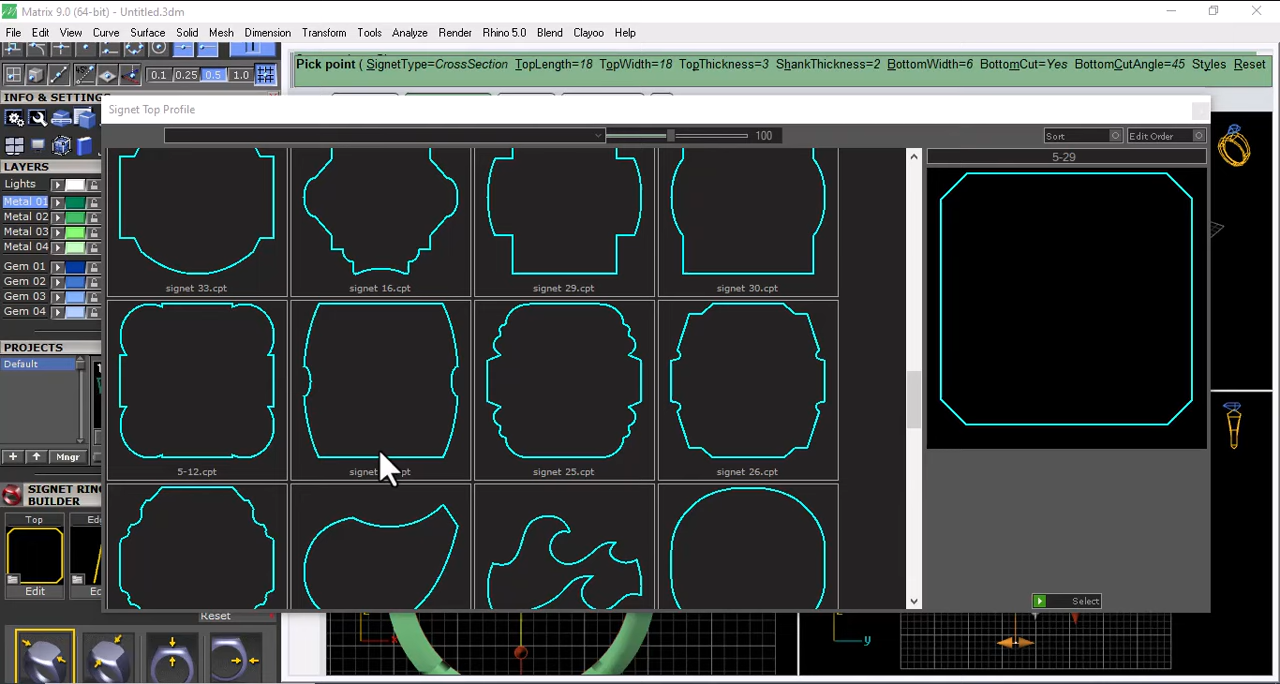 Matrix 9.0 (64-bit) - Untitled.3dm
File Edit View Curve Surface Solid Mesh Dimension Transform Tools Analyze Render Rhino 5.0 Blend Clayoo Help
Pick point ( SignetType=CrossSection TopLength=18 TopWidth=18 TopThickness=3 ShankThickness=2 BottomWidth=6 BottomCut=Yes BottomCutAngle=45 Styles Reset
0.1 0.25 0.5 1.0
INFO & SETTINGS
Signet Top Profile
100
Sort
Edit Order
5-29
LAYERS
Lights
Metal 01
Metal 02
Metal 03
Metal 04
Gem 01
Gem 02
Gem 03
Gem 04
PROJECTS
Default
Mngr
SIGNET RING
BUILDER
Top
Edit
Reset
signet 33.cpt
signet 16.cpt
signet 29.cpt
signet 30.cpt
5-12.cpt
signet
signet 25.cpt
signet 26.cpt
Select
y